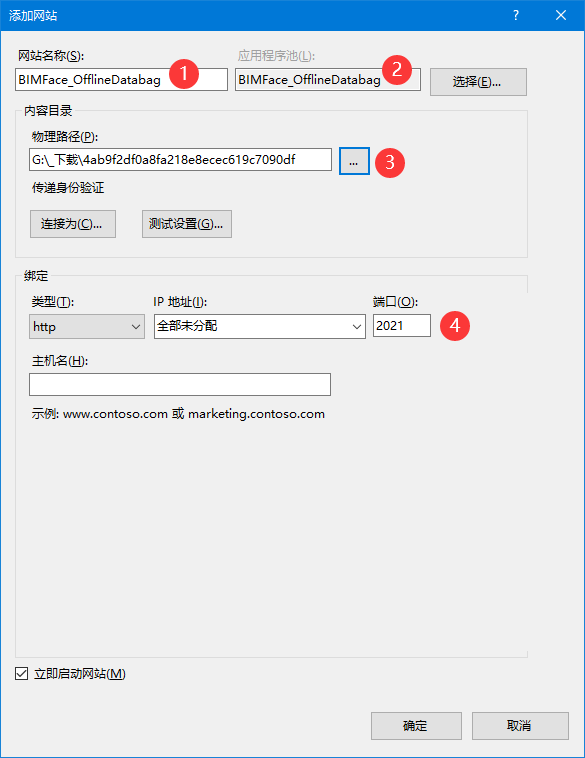 添加网站
网站名称(S): 应用程序池(L):
BIMFace_OfflineDatabag 1 BIMFace_OfflineDatabag 2 选择(E)...
内容目录
物理路径(P):
G:\_下载\4ab9f2df0a8fa218e8ecec619c7090df ... 3
传递身份验证
连接为(C)... 测试设置(G)...
绑定
类型(T): IP 地址(I): 端口(O):
http 全部未分配 2021 4
主机名(H):
示例: www.contoso.com 或 marketing.contoso.com
立即启动网站(M)
确定 取消